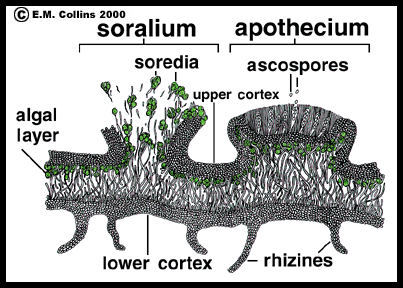 © E.M. Collins 2000
soralium
apothecium
soredia
ascospores
upper cortex
algal
layer
lower cortex
rhizines